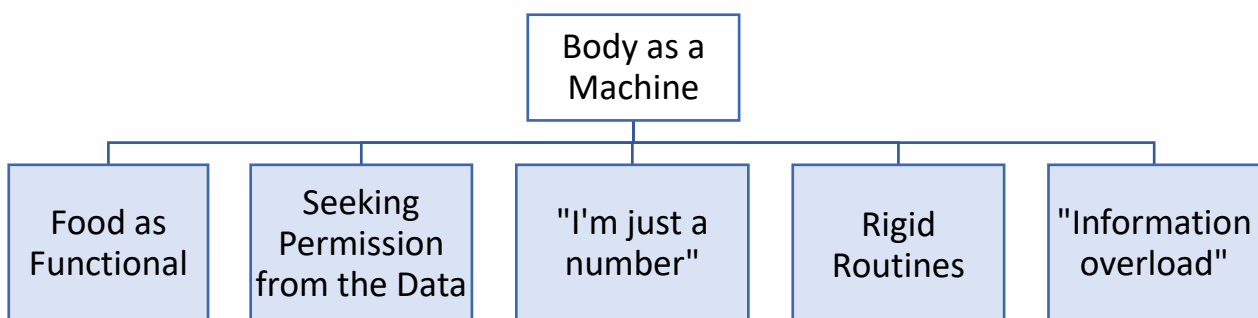 Body as a
Machine
Food as
Functional
Seeking
Permission
from the Data
"I'm just a
number"
Rigid
Routines
"Information
overload"